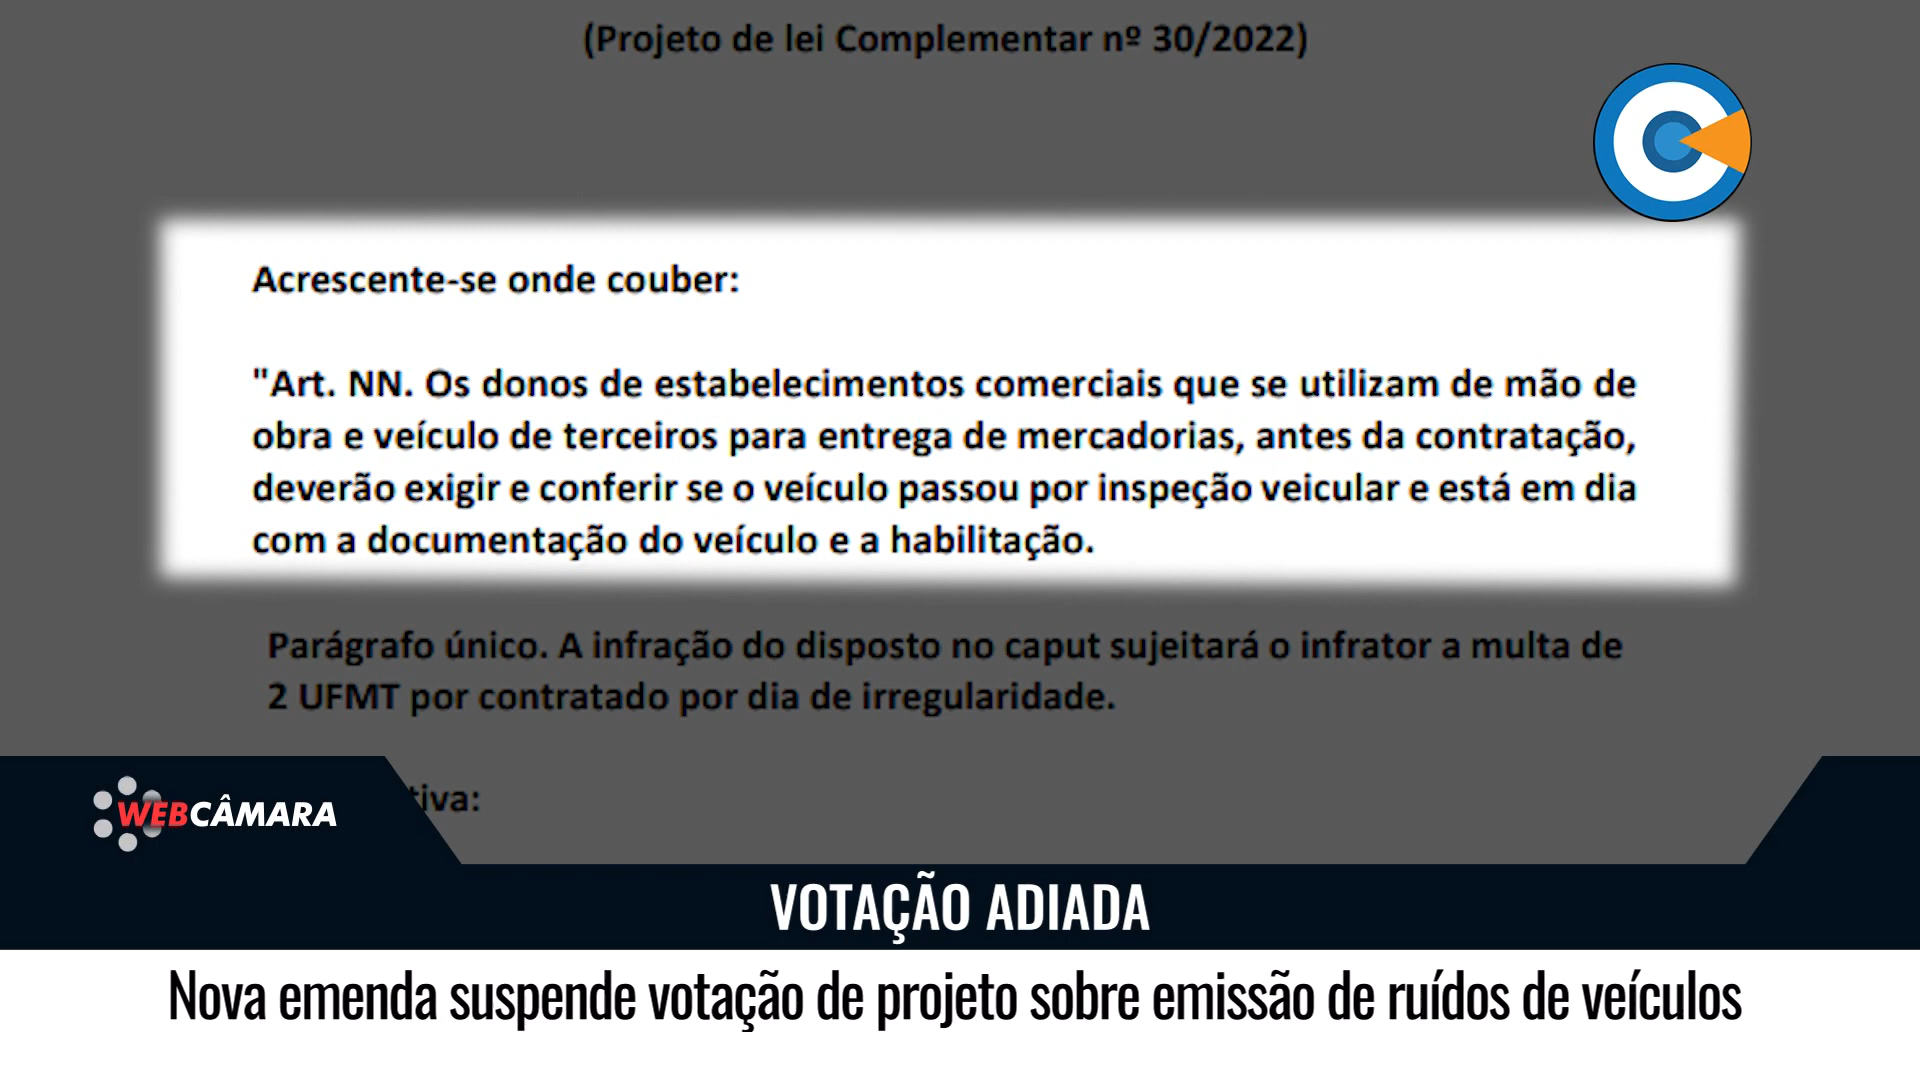 (Projeto de lei Complementar nº 30/2022)
Acrescente-se onde couber:
"Art. NN. Os donos de estabelecimentos comerciais que se utilizam de mão de
obra e veículo de terceiros para entrega de mercadorias, antes da contratação,
deverão exigir e conferir se o veículo passou por inspeção veicular e está em dia
com a documentação do veículo e a habilitação.
Parágrafo único. A infração do disposto no caput sujeitará o infrator a multa de
2 UFMT por contratado por dia de irregularidade.
tiva:
WEBCÂMARA
VOTAÇÃO ADIADA
Nova emenda suspende votação de projeto sobre emissão de ruídos de veículos